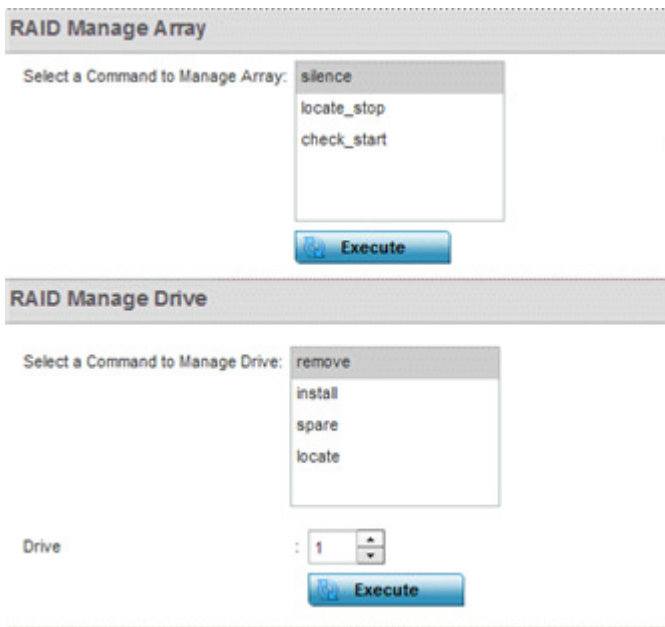 RAID Manage Array
Select a Command to Manage Array: silence
locate_stop
check_start
Execute
RAID Manage Drive
Select a Command to Manage Drive: remove
install
spare
locate
Drive : 1
Execute